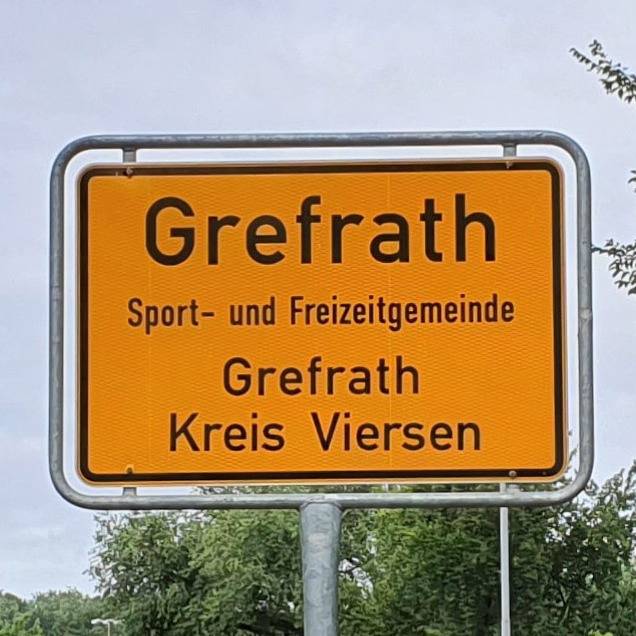 Grefrath
Sport- und Freizeitgemeinde
Grefrath
Kreis Viersen